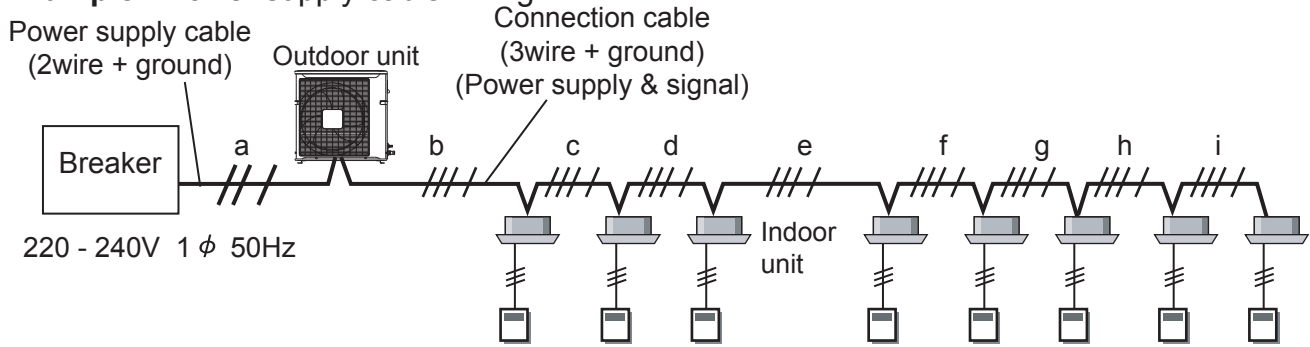 Power supply cable
(2wire + ground)
Outdoor unit
Connection cable
(3wire + ground)
(Power supply & signal)
Breaker
a
b
c
d
e
f
g
h
i
220 - 240V 1 ϕ 50Hz
Indoor
unit